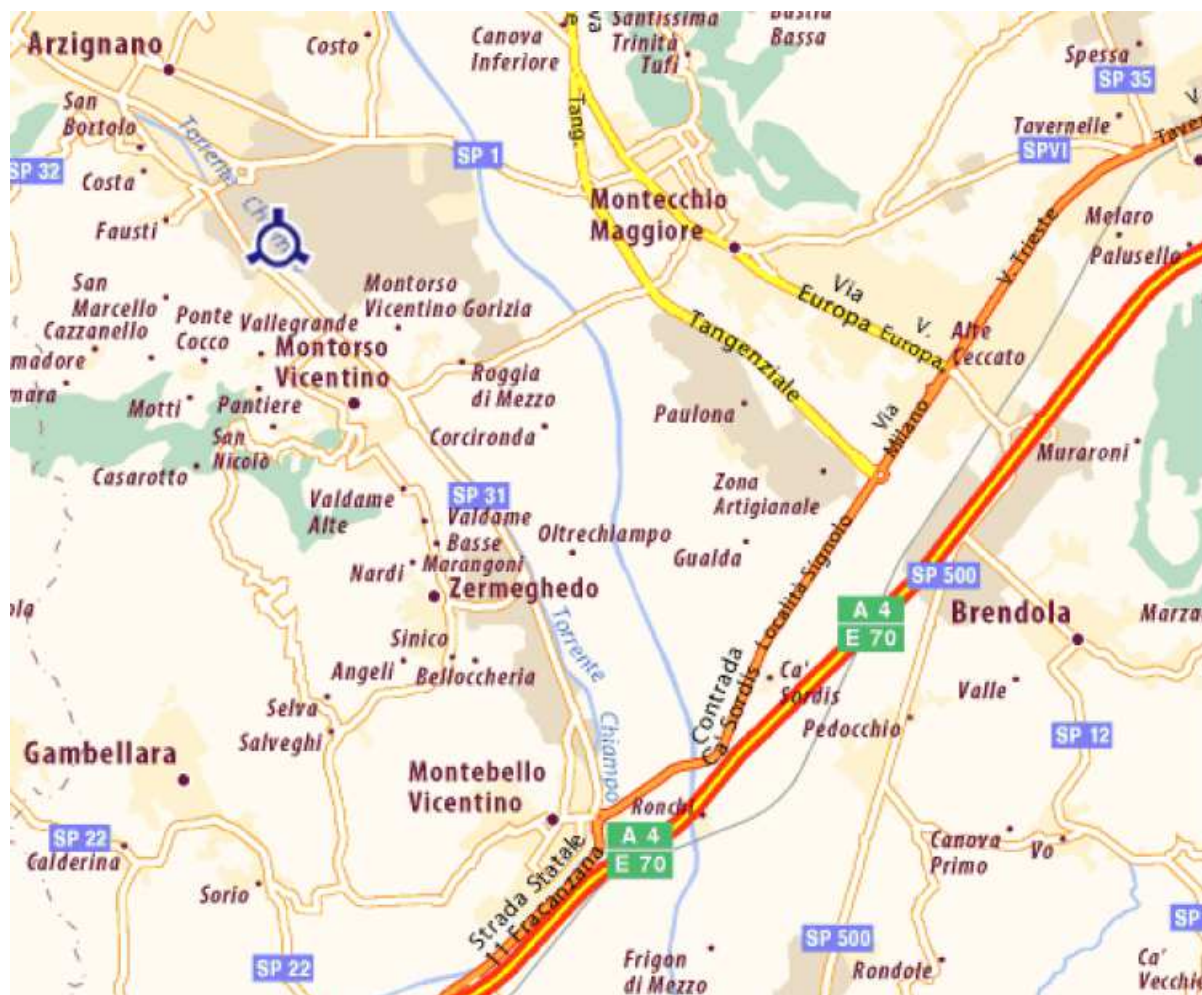 Santissima
Trinità
Tufi
Bastia
Bassa
Arzignano
Costo
Canova
Inferiore
Spessa
SP 35
San
Bortolo
Torrente
Tang.
Tavernelle
SP 1
SPVI
SP 32
Costa
Montecchio
Maggiore
Fausti
Melaro
Palusello
V. Trieste
San
Marcello
Montorso
Vicentino Gorizia
Via
Europa
V.
Europa
Cazzanello
Ponte
Cocco
Vallegrande
Tangenziale
Alte
Ceccato
Montorso
Vicentino
Roggia
di Mezzo
Motti
Pantiere
Paulona
Via
Milano
Corcironda
San
Nicolò
Muraroni
Casarotto
Zona
Artigianale
Valdame
Alte
SP 31
Valdame
Basse
Oltrechiampo
Gualda
Marangoni
Nardi
SP 500
Zermeghedo
A 4
E 70
Brendola
Località Signolo
Torrente
Chiampo
Sinico
Angeli
Belloccheria
Contrada
Ca' Sordis
Ca'
Sordis
Valle
Selva
Salveghi
Pedocchio
SP 12
Gambellara
Montebello
Vicentino
Ronchi
SP 22
Calderina
A 4
E 70
Canova
Primo
Vo
Strada Statale
11 Fracanzana
Sorio
SP
SP 22
SP 500
Frigon
di Mezzo
Rondole
Ca'